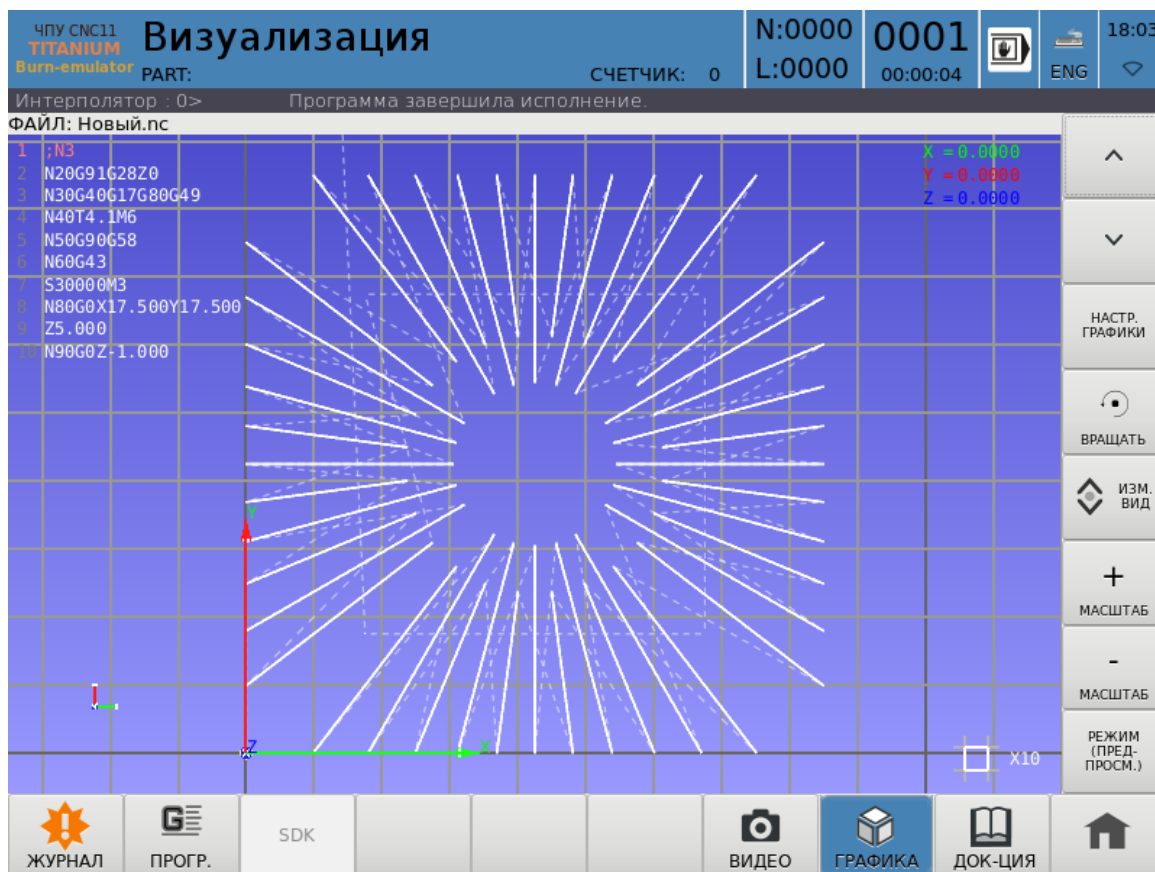 ЧПУ CNC11
TITANIUM
Burn-emulator
Визуализация
PART:
СЧЕТЧИК: 0
N:0000
L:0000
0001
00:00:04
ENG
18:03
Интерполятор : 0> Программа завершила исполнение.
ФАЙЛ: Новый.nc
1 ;N3
2 N20G91G28Z0
3 N30G40G17G80G49
4 N40T4.1M6
5 N50G90G58
6 N60G43
7 S30000M3
8 N80G0X17.500Y17.500
9 Z5.000
10 N90G0Z-1.000
X = 0.0000
Y = 0.0000
Z = 0.0000
Y
Z
X
X10
НАСТР.
ГРАФИКИ
ВРАЩАТЬ
ИЗМ.
ВИД
+
МАСШТАБ
-
МАСШТАБ
РЕЖИМ
(ПРЕД-
ПРОСМ.)
ЖУРНАЛ
ПРОГР.
SDK
ВИДЕО
ГРАФИКА
ДОК-ЦИЯ